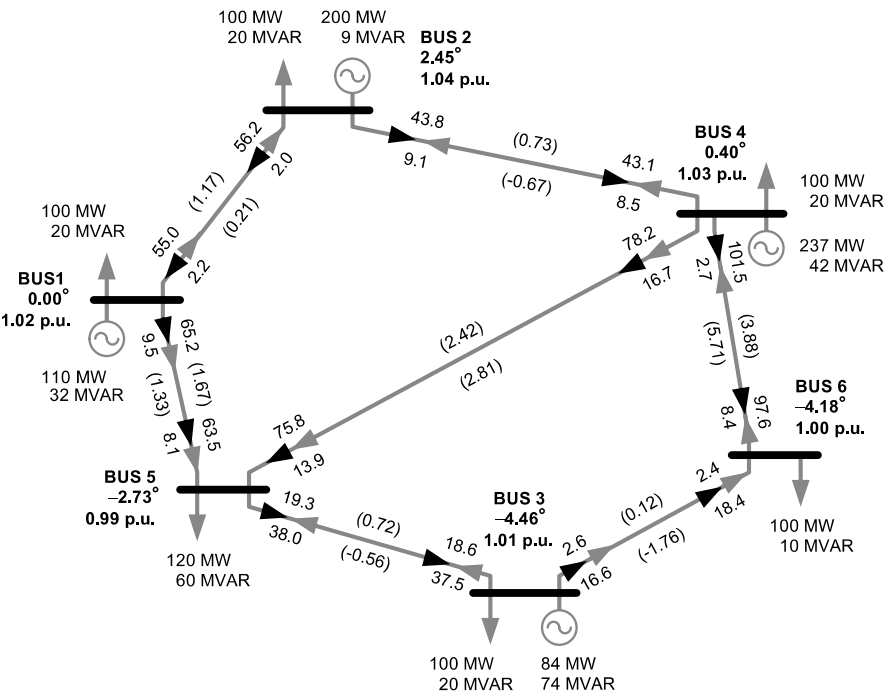 100 MW
20 MVAR
200 MW
9 MVAR
BUS 2
2.45°
1.04 p.u.
56.2
2.0
(1.17)
(0.21)
55.0
2.2
43.8
9.1
(0.73)
(-0.67)
43.1
8.5
BUS 4
0.40°
1.03 p.u.
100 MW
20 MVAR
237 MW
42 MVAR
100 MW
20 MVAR
BUS1
0.00°
1.02 p.u.
110 MW
32 MVAR
65.2
9.5
(1.67)
(1.33)
63.5
8.1
78.2
16.7
(2.42)
(2.81)
75.8
13.9
101.5
2.7
(3.88)
(5.71)
97.6
8.4
BUS 6
–4.18°
1.00 p.u.
100 MW
10 MVAR
BUS 5
–2.73°
0.99 p.u.
120 MW
60 MVAR
19.3
38.0
(0.72)
(-0.56)
18.6
37.5
BUS 3
–4.46°
1.01 p.u.
2.6
16.6
(0.12)
(-1.76)
2.4
18.4
100 MW
20 MVAR
84 MW
74 MVAR